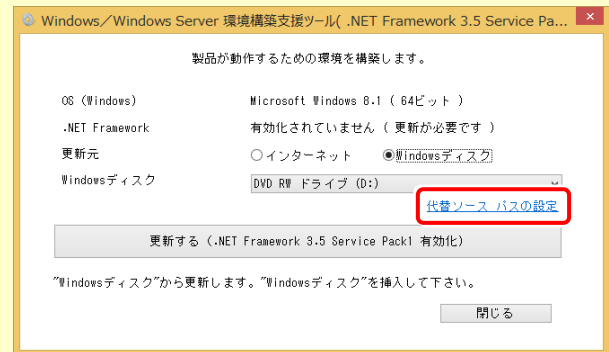 Windows／Windows Server 環境構築支援ツール( .NET Framework 3.5 Service Pa...
製品が動作するための環境を構築します。
OS (Windows) Microsoft Windows 8.1 ( 64ビット )
.NET Framework 有効化されていません ( 更新が必要です )
更新元 インターネット Windowsディスク
Windowsディスク DVD RW ドライブ (D:)
代替ソース パスの設定
更新する (.NET Framework 3.5 Service Pack1 有効化)
"Windowsディスク"から更新します。"Windowsディスク"を挿入して下さい。
閉じる